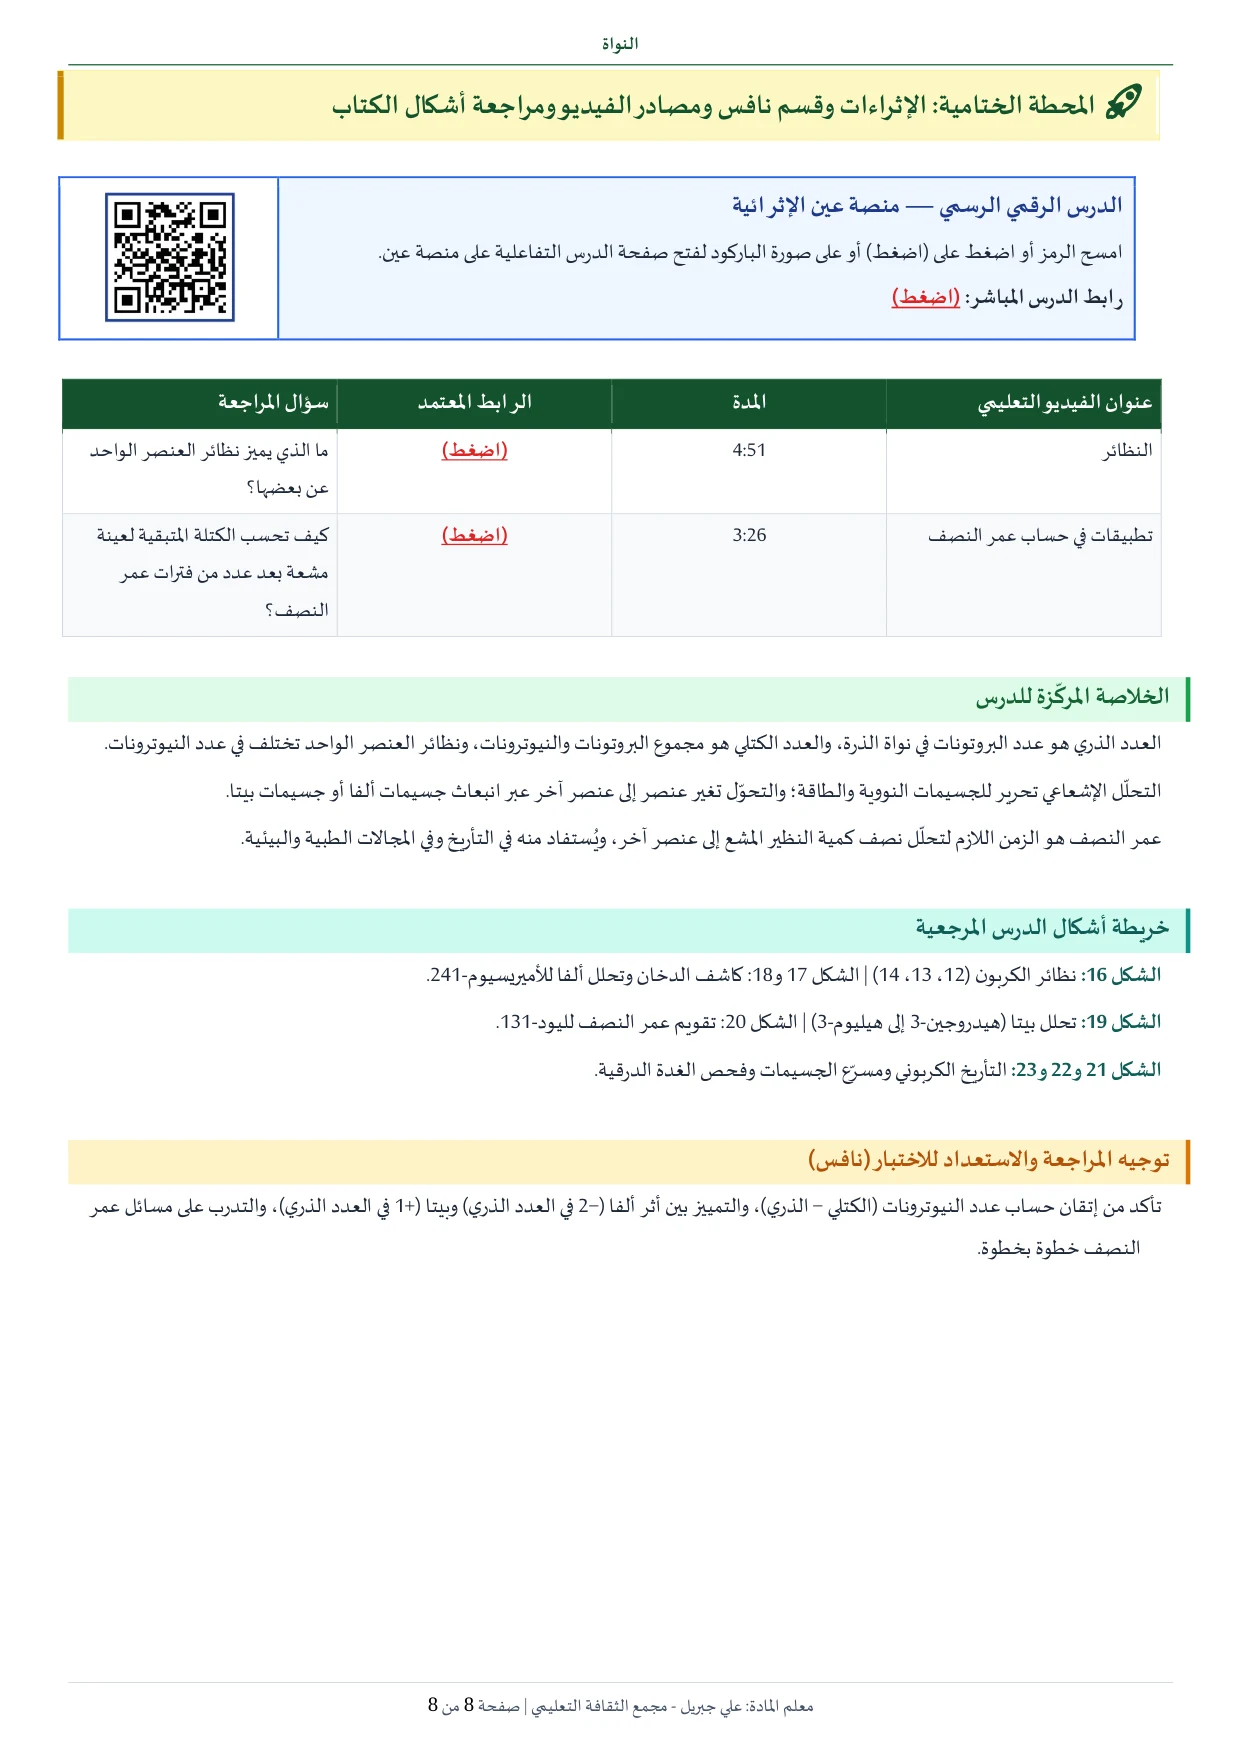 النواة
المحطة الختامية: الإثراءات وقسم نافس ومصادر الفيديو ومراجعة أشكال الكتاب
الدرس الرقمي الرسمي — منصة عين الإثرائية
امسح الرمز أو اضغط على (اضغط) أو على صورة الباركود لفتح صفحة الدرس التفاعلية على منصة عين.
رابط الدرس المباشر: (اضغط)
عنوان الفيديو التعليمي
المدة
الرابط المعتمد
سؤال المراجعة
النظائر
4:51
(اضغط)
ما الذي يميز نظائر العنصر الواحد
عن بعضها؟
تطبيقات في حساب عمر النصف
3:26
(اضغط)
كيف تحسب الكتلة المتبقية لعينة
مشعة بعد عدد من فترات عمر
النصف؟
الخلاصة المركّزة للدرس
العدد الذري هو عدد البروتونات في نواة الذرة، والعدد الكتلي هو مجموع البروتونات والنيوترونات، ونظائر العنصر الواحد تختلف في عدد النيوترونات.
التحلّل الإشعاعي تحرير للجسيمات النووية والطاقة؛ والتحوّل تغير عنصر إلى عنصر آخر عبر انبعاث جسيمات ألفا أو جسيمات بيتا.
عمر النصف هو الزمن اللازم لتحلّل نصف كمية النظير المشع إلى عنصر آخر، ويُستفاد منه في التأريخ وفي المجالات الطبية والبيئية.
خريطة أشكال الدرس المرجعية
الشكل 16: نظائر الكربون (12، 13، 14) | الشكل 17 و18: كاشف الدخان وتحلل ألفا للأميريسيوم-241.
الشكل 19: تحلل بيتا (هيدروجين-3 إلى هيليوم-3) | الشكل 20: تقويم عمر النصف لليود-131.
الشكل 21 و22 و23: التأريخ الكربوني ومسرّع الجسيمات وفحص الغدة الدرقية.
توجيه المراجعة والاستعداد للاختبار (نافس)
تأكد من إتقان حساب عدد النيوترونات (الكتلي – الذري)، والتمييز بين أثر ألفا (−2 في العدد الذري) وبيتا (+1 في العدد الذري)، والتدرب على مسائل عمر
النصف خطوة بخطوة.
معلم المادة: علي جبريل - مجمع الثقافة التعليمي | صفحة 8 من 8